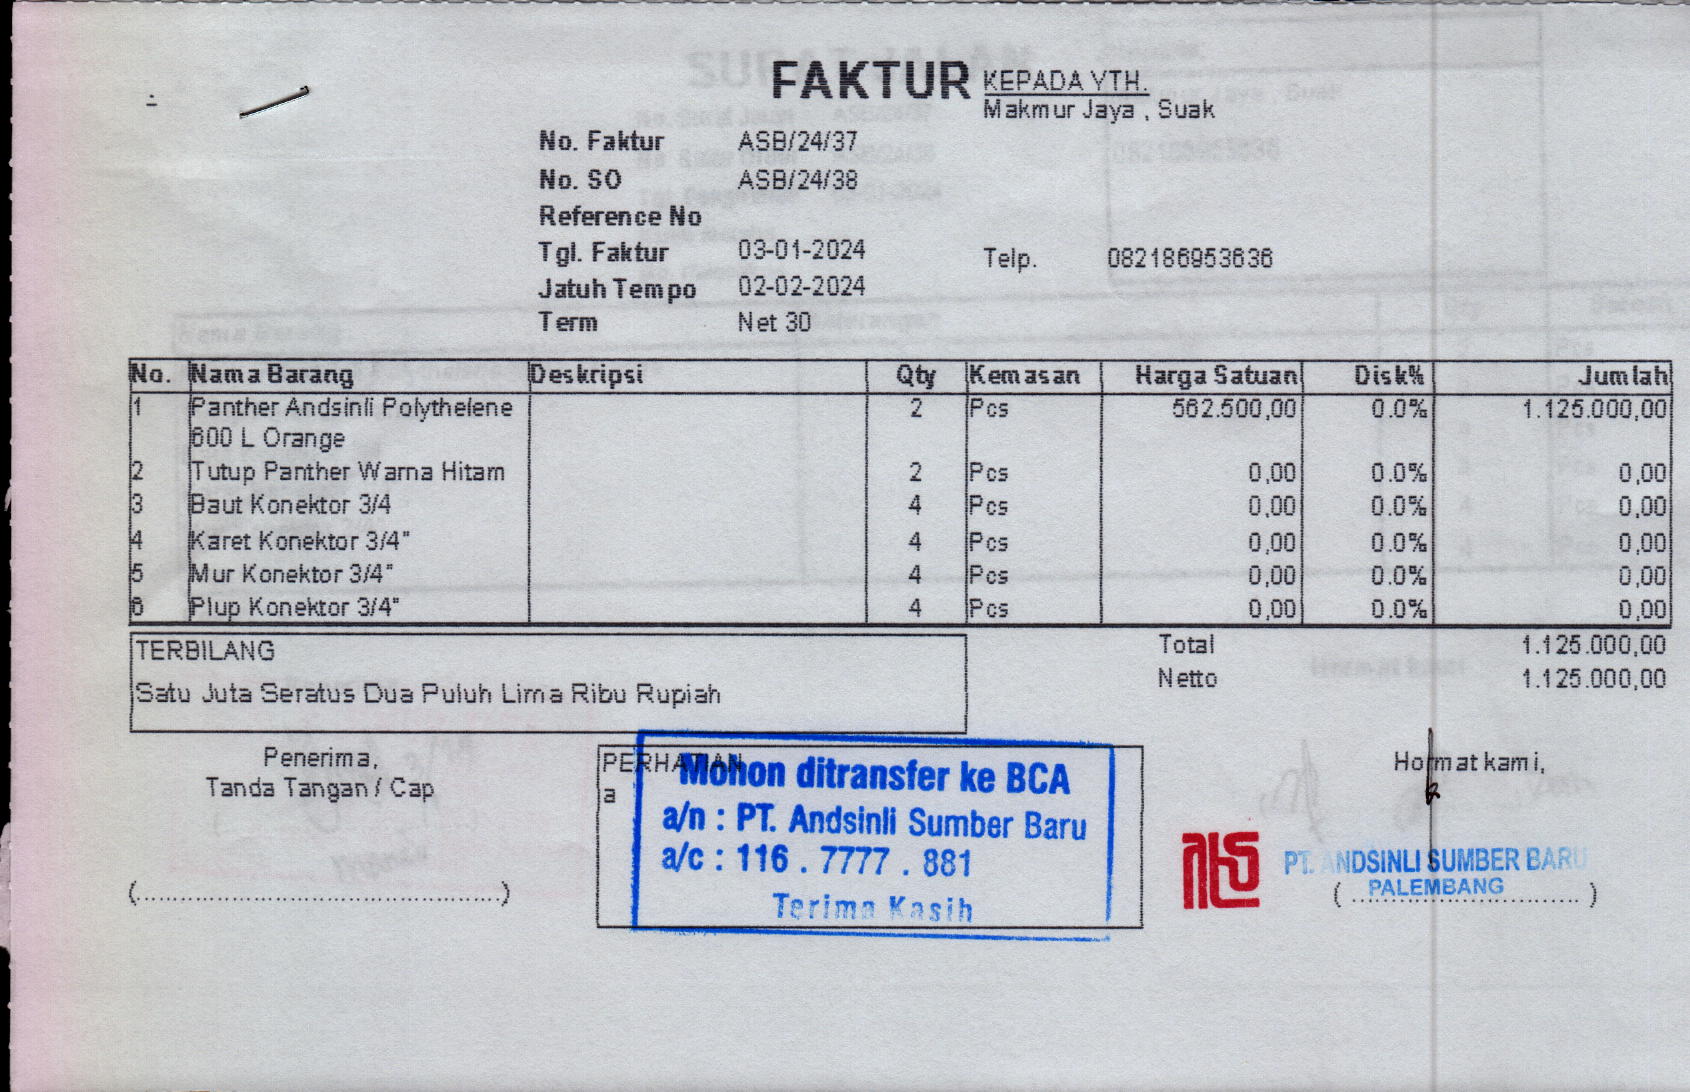 FAKTUR
KEPADA YTH.
Makmur Jaya , Suak
No. Faktur ASB/24/37
No. SO ASB/24/38
Reference No
Tgl. Faktur 03-01-2024
Telp. 082186953636
Jatuh Tempo 02-02-2024
Term Net 30
No. Nama Barang Deskripsi Qty Kemasan Harga Satuan Disk% Jumlah
1 Panther Andsinli Polythelene 2 Pcs 562.500,00 0.0% 1.125.000,00
600 L Orange
2 Tutup Panther Warna Hitam 2 Pcs 0,00 0.0% 0,00
3 Baut Konektor 3/4 4 Pcs 0,00 0.0% 0,00
4 Karet Konektor 3/4" 4 Pcs 0,00 0.0% 0,00
5 Mur Konektor 3/4" 4 Pcs 0,00 0.0% 0,00
6 Plup Konektor 3/4" 4 Pcs 0,00 0.0% 0,00
TERBILANG
Satu Juta Seratus Dua Puluh Lima Ribu Rupiah
Total 1.125.000,00
Netto 1.125.000,00
Penerima,
Tanda Tangan / Cap
(..............................................)
PERHATIAN
a
Mohon ditransfer ke BCA
a/n : PT. Andsinli Sumber Baru
a/c : 116 . 7777 . 881
Terima Kasih
Hormat kami,
PT. ANDSINLI SUMBER BARU
PALEMBANG
( ............................. )